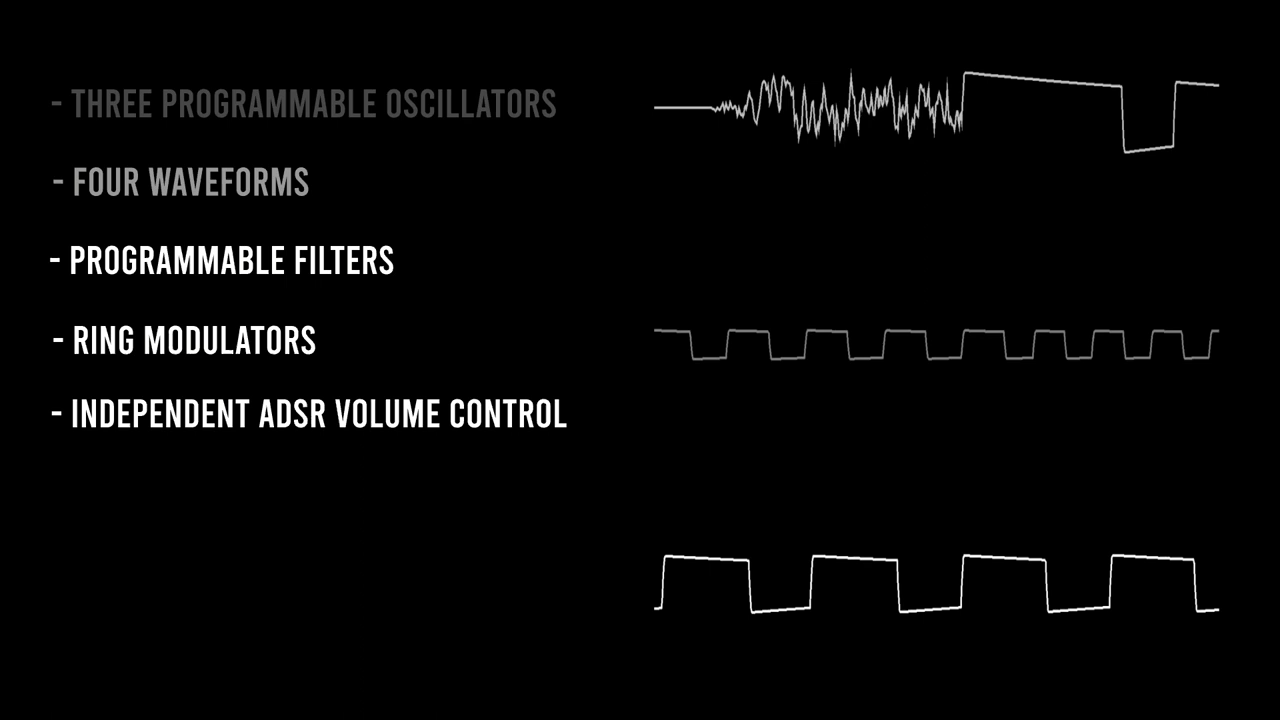 - THREE PROGRAMMABLE OSCILLATORS
- FOUR WAVEFORMS
- PROGRAMMABLE FILTERS
- RING MODULATORS
- INDEPENDENT ADSR VOLUME CONTROL